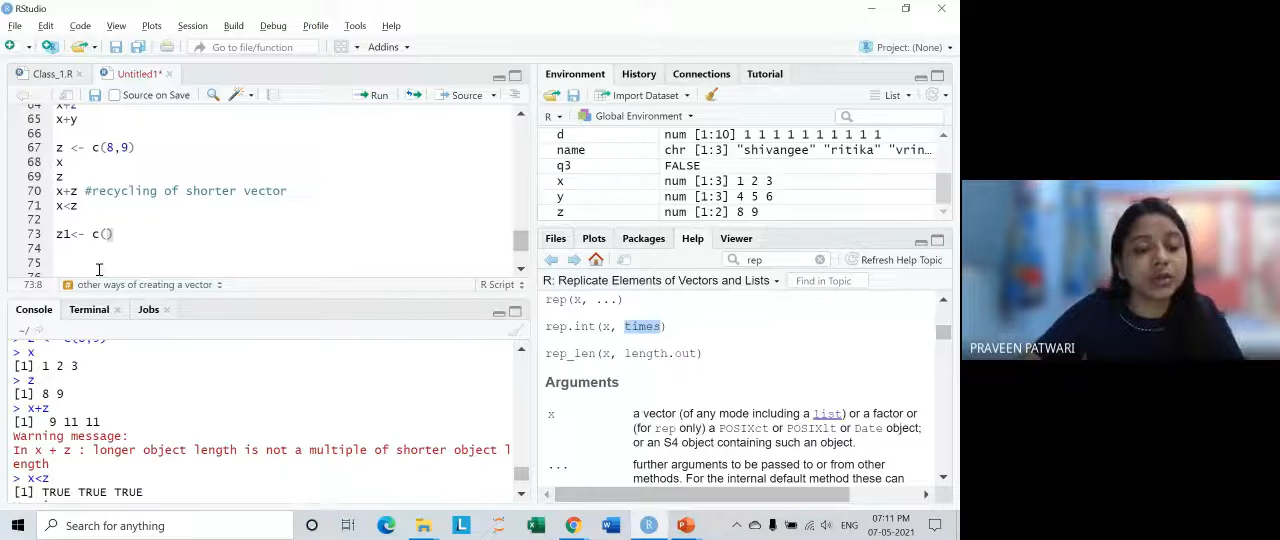 RStudio
File Edit Code View Plots Session Build Debug Profile Tools Help
Go to file/function Addins Project: (None)
Class_1.R Untitled1*
Source on Save Run Source
64 x+z
65 x+y
66
67 z <- c(8,9)
68 x
69 z
70 x+z #recycling of shorter vector
71 x<z
72
73 z1<- c()
74
75
76
73:8 # other ways of creating a vector R Script
Console Terminal Jobs
~/
> x
[1] 1 2 3
> z
[1] 8 9
> x+z
[1] 9 11 11
Warning message:
In x + z : longer object length is not a multiple of shorter object l
ength
> x<z
[1] TRUE TRUE TRUE
Environment History Connections Tutorial
Import Dataset List
R Global Environment
d num [1:10] 1 1 1 1 1 1 1 1 1 1
name chr [1:3] "shivangee" "ritika" "vrin…
q3 FALSE
x num [1:3] 1 2 3
y num [1:3] 4 5 6
z num [1:2] 8 9
Files Plots Packages Help Viewer
rep Refresh Help Topic
R: Replicate Elements of Vectors and Lists Find in Topic
rep(x, ...)
rep.int(x, times)
rep_len(x, length.out)
Arguments
x a vector (of any mode including a list) or a factor or
(for rep only) a POSIXct or POSIXlt or Date object;
or an S4 object containing such an object.
... further arguments to be passed to or from other
methods. For the internal default method these can
PRAVEEN PATWARI
Search for anything
ENG
07:11 PM
07-05-2021